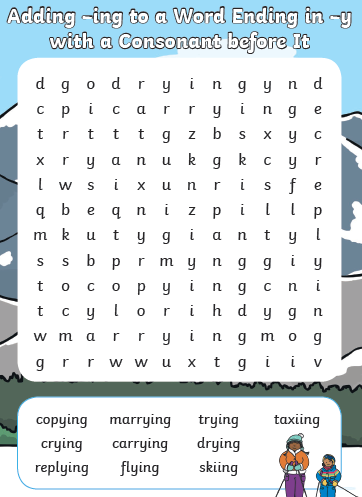 Adding –ing to a Word Ending in –y
with a Consonant before It
d g o d r y i n g y n d
c p i c a r r y i n g e
t r t t t g z b s x y c
x r y a n u k g k c y r
l w s i x u n r i s f e
q b e q n i z p i l l p
m k u t y g i a n t y l
s s b p r m y n g g i y
t o c o p y i n g c n i
t c y l o r i h d y g n
w m a r r y i n g m o g
g r r w w u x t g i i v
copying marrying trying taxiing
crying carrying drying
replying flying skiing